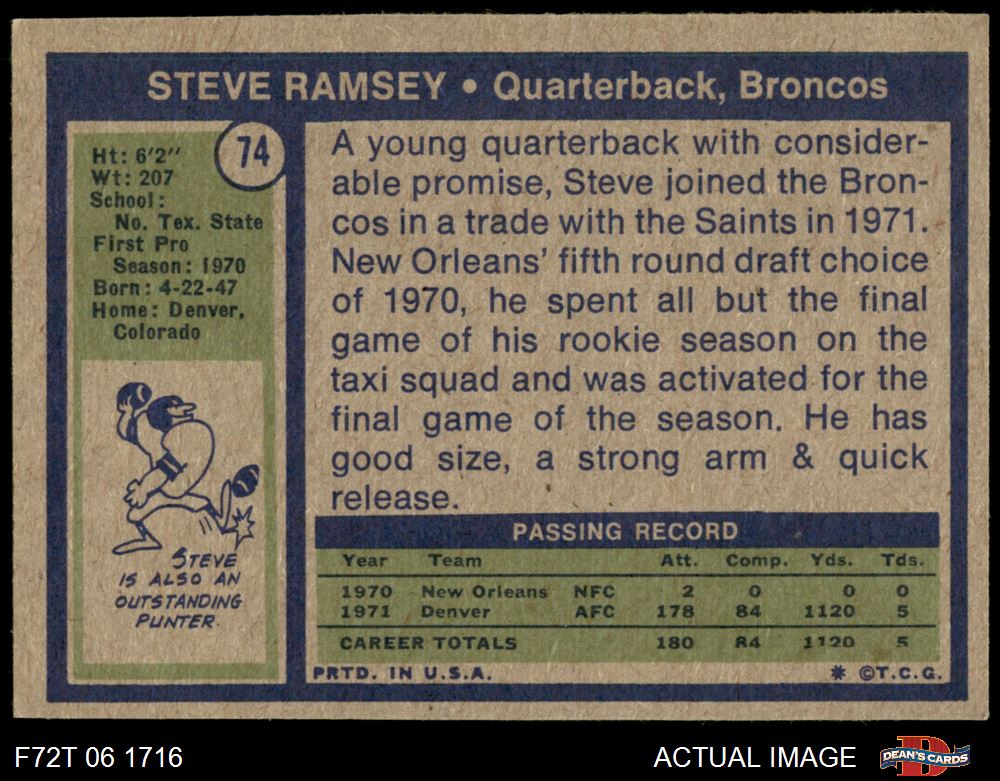 STEVE RAMSEY • Quarterback, Broncos
74
Ht: 6'2''
Wt: 207
School:
No. Tex. State
First Pro
Season: 1970
Born: 4-22-47
Home: Denver,
Colorado
STEVE
IS ALSO AN
OUTSTANDING
PUNTER.
A young quarterback with consider-
able promise, Steve joined the Bron-
cos in a trade with the Saints in 1971.
New Orleans' fifth round draft choice
of 1970, he spent all but the final
game of his rookie season on the
taxi squad and was activated for the
final game of the season. He has
good size, a strong arm & quick
release.
PASSING RECORD
Year Team Att. Comp. Yds. Tds.
1970 New Orleans NFC 2 0 0 0
1971 Denver AFC 178 84 1120 5
CAREER TOTALS 180 84 1120 5
PRTD. IN U.S.A. * ©T.C.G.
F72T 06 1716 ACTUAL IMAGE DEAN'S CARDS